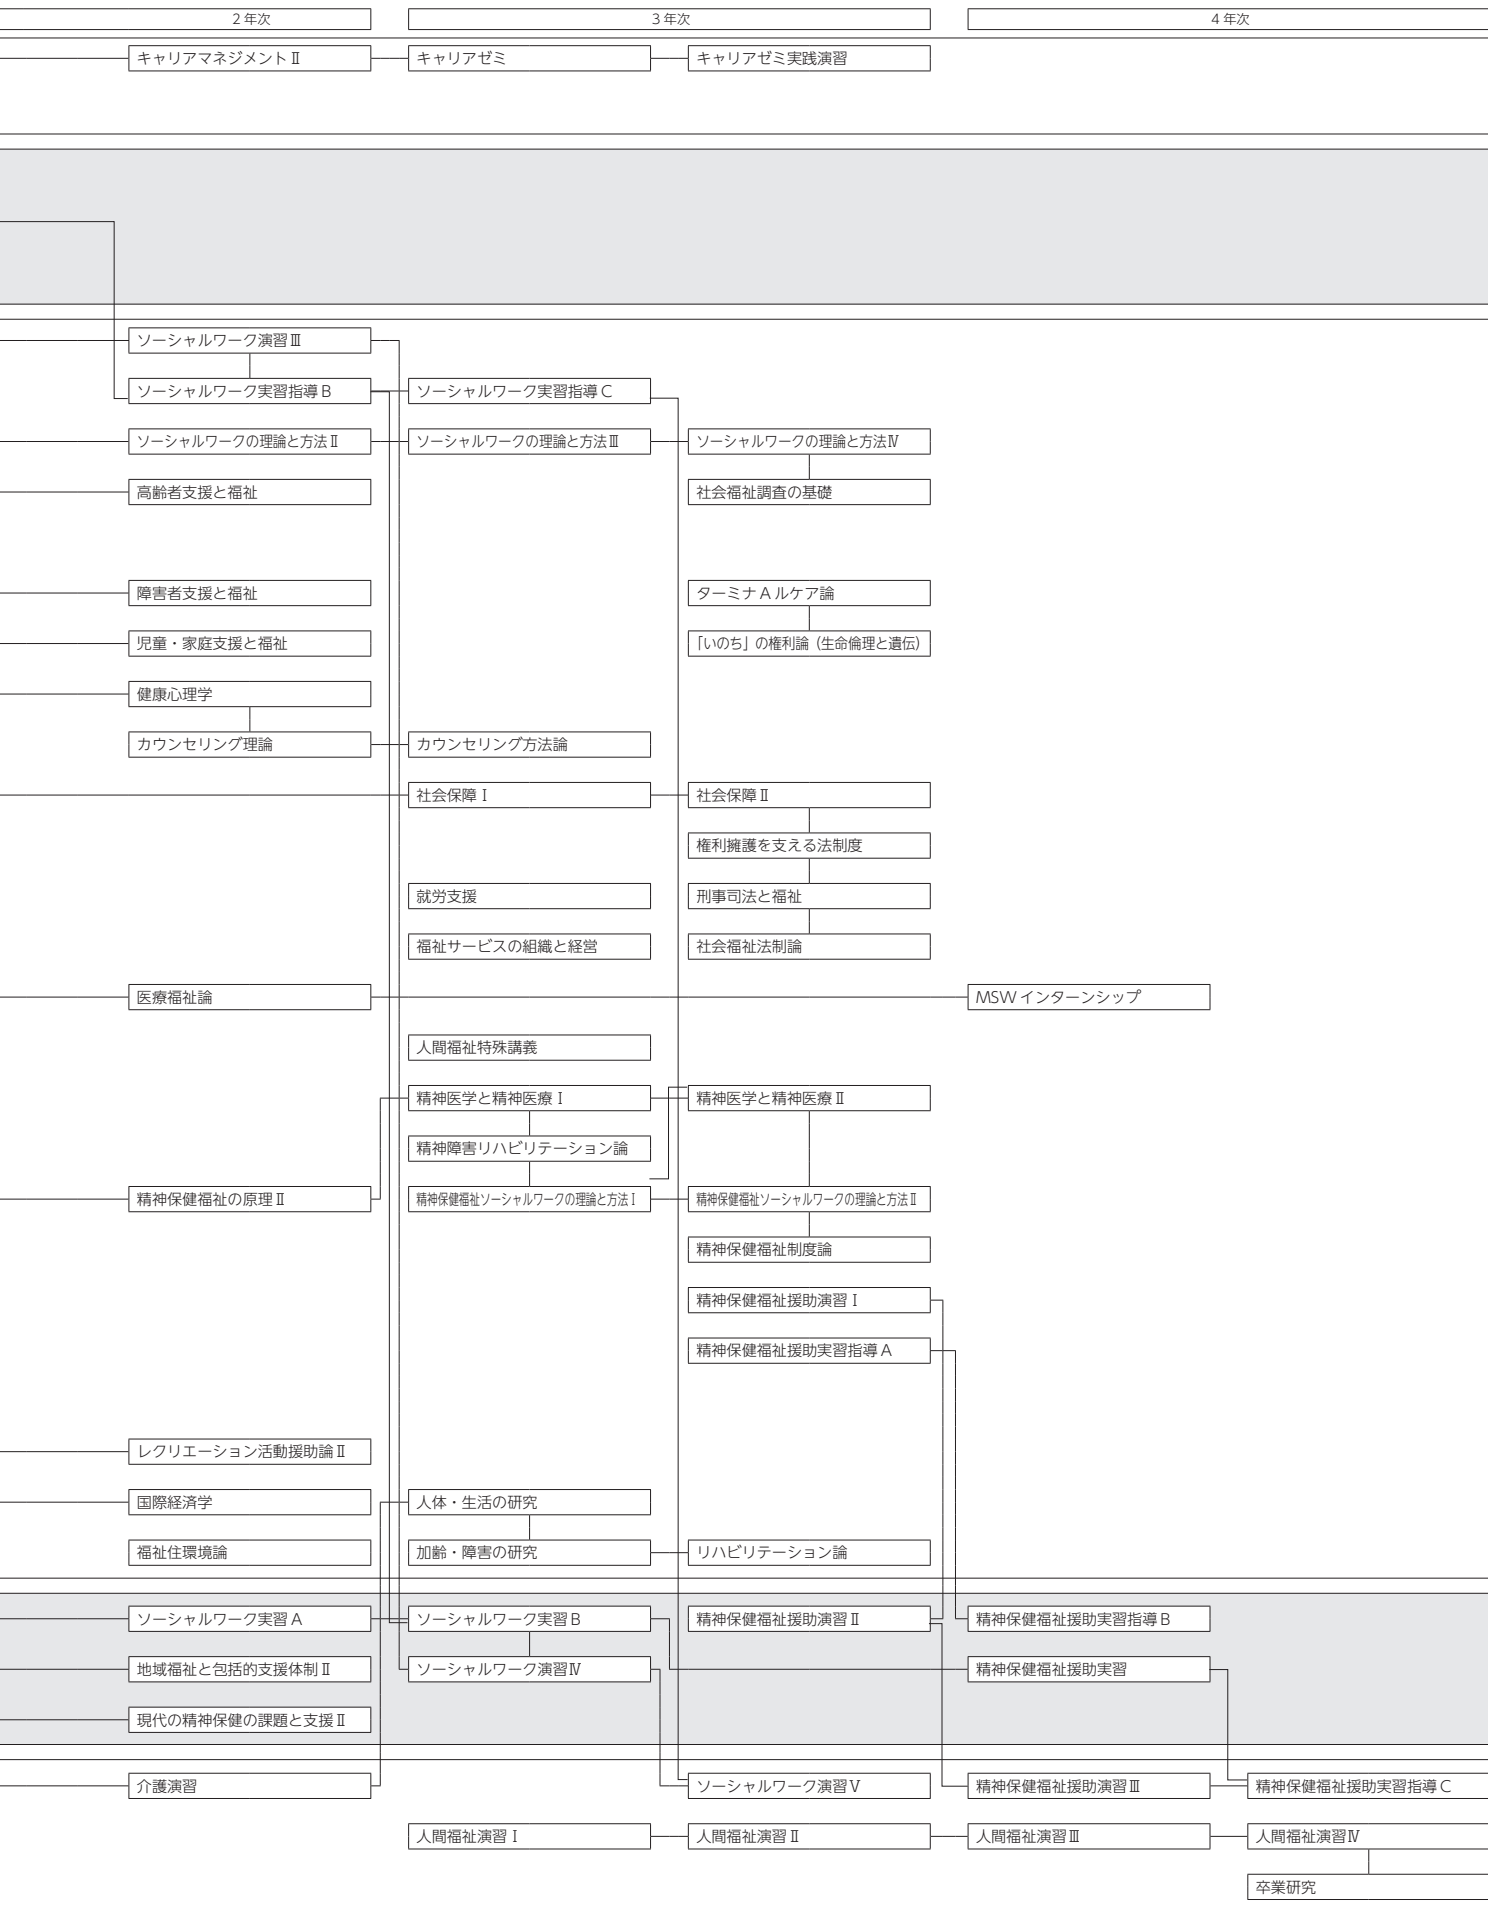 2 年次
3 年次
4 年次
キャリアマネジメントⅡ
キャリアゼミ
キャリアゼミ実践演習
ソーシャルワーク演習Ⅲ
ソーシャルワーク実習指導 B
ソーシャルワーク実習指導 C
ソーシャルワークの理論と方法Ⅱ
ソーシャルワークの理論と方法Ⅲ
ソーシャルワークの理論と方法Ⅳ
高齢者支援と福祉
社会福祉調査の基礎
障害者支援と福祉
ターミナ A ルケア論
児童・家庭支援と福祉
「いのち」の権利論（生命倫理と遺伝）
健康心理学
カウンセリング理論
カウンセリング方法論
社会保障Ⅰ
社会保障Ⅱ
権利擁護を支える法制度
就労支援
刑事司法と福祉
福祉サービスの組織と経営
社会福祉法制論
医療福祉論
MSW インターンシップ
人間福祉特殊講義
精神医学と精神医療Ⅰ
精神医学と精神医療Ⅱ
精神障害リハビリテーション論
精神保健福祉の原理Ⅱ
精神保健福祉ソーシャルワークの理論と方法Ⅰ
精神保健福祉ソーシャルワークの理論と方法Ⅱ
精神保健福祉制度論
精神保健福祉援助演習Ⅰ
精神保健福祉援助実習指導 A
レクリエーション活動援助論Ⅱ
国際経済学
人体・生活の研究
福祉住環境論
加齢・障害の研究
リハビリテーション論
ソーシャルワーク実習 A
ソーシャルワーク実習 B
精神保健福祉援助演習Ⅱ
精神保健福祉援助実習指導 B
地域福祉と包括的支援体制Ⅱ
ソーシャルワーク演習Ⅳ
精神保健福祉援助実習
現代の精神保健の課題と支援Ⅱ
介護演習
ソーシャルワーク演習Ⅴ
精神保健福祉援助演習Ⅲ
精神保健福祉援助実習指導 C
人間福祉演習Ⅰ
人間福祉演習Ⅱ
人間福祉演習Ⅲ
人間福祉演習Ⅳ
卒業研究